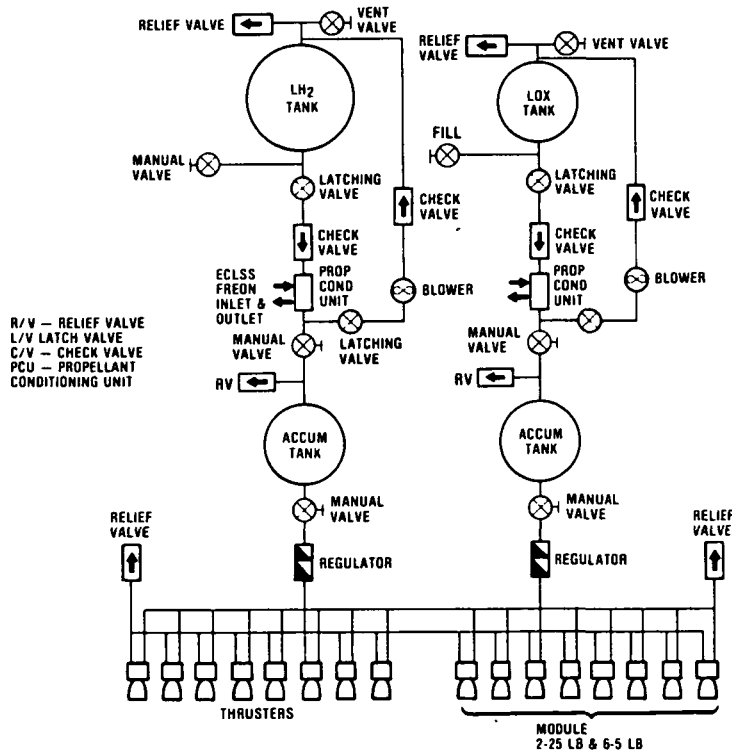 RELIEF VALVE
VENT
VALVE
LH2
TANK
MANUAL
VALVE
LATCHING
VALVE
CHECK
VALVE
CHECK
VALVE
ECLSS
FREON
INLET &
OUTLET
PROP
COND
UNIT
BLOWER
MANUAL
VALVE
LATCHING
VALVE
RV
ACCUM
TANK
MANUAL
VALVE
REGULATOR
RELIEF
VALVE
RELIEF
VALVE
VENT VALVE
LOX
TANK
FILL
LATCHING
VALVE
CHECK
VALVE
CHECK
VALVE
PROP
COND
UNIT
BLOWER
MANUAL
VALVE
RV
ACCUM
TANK
MANUAL
VALVE
REGULATOR
RELIEF
VALVE
R/V — RELIEF VALVE
L/V LATCH VALVE
C/V — CHECK VALVE
PCU — PROPELLANT
CONDITIONING UNIT
THRUSTERS
MODULE
2-25 LB & 6-5 LB